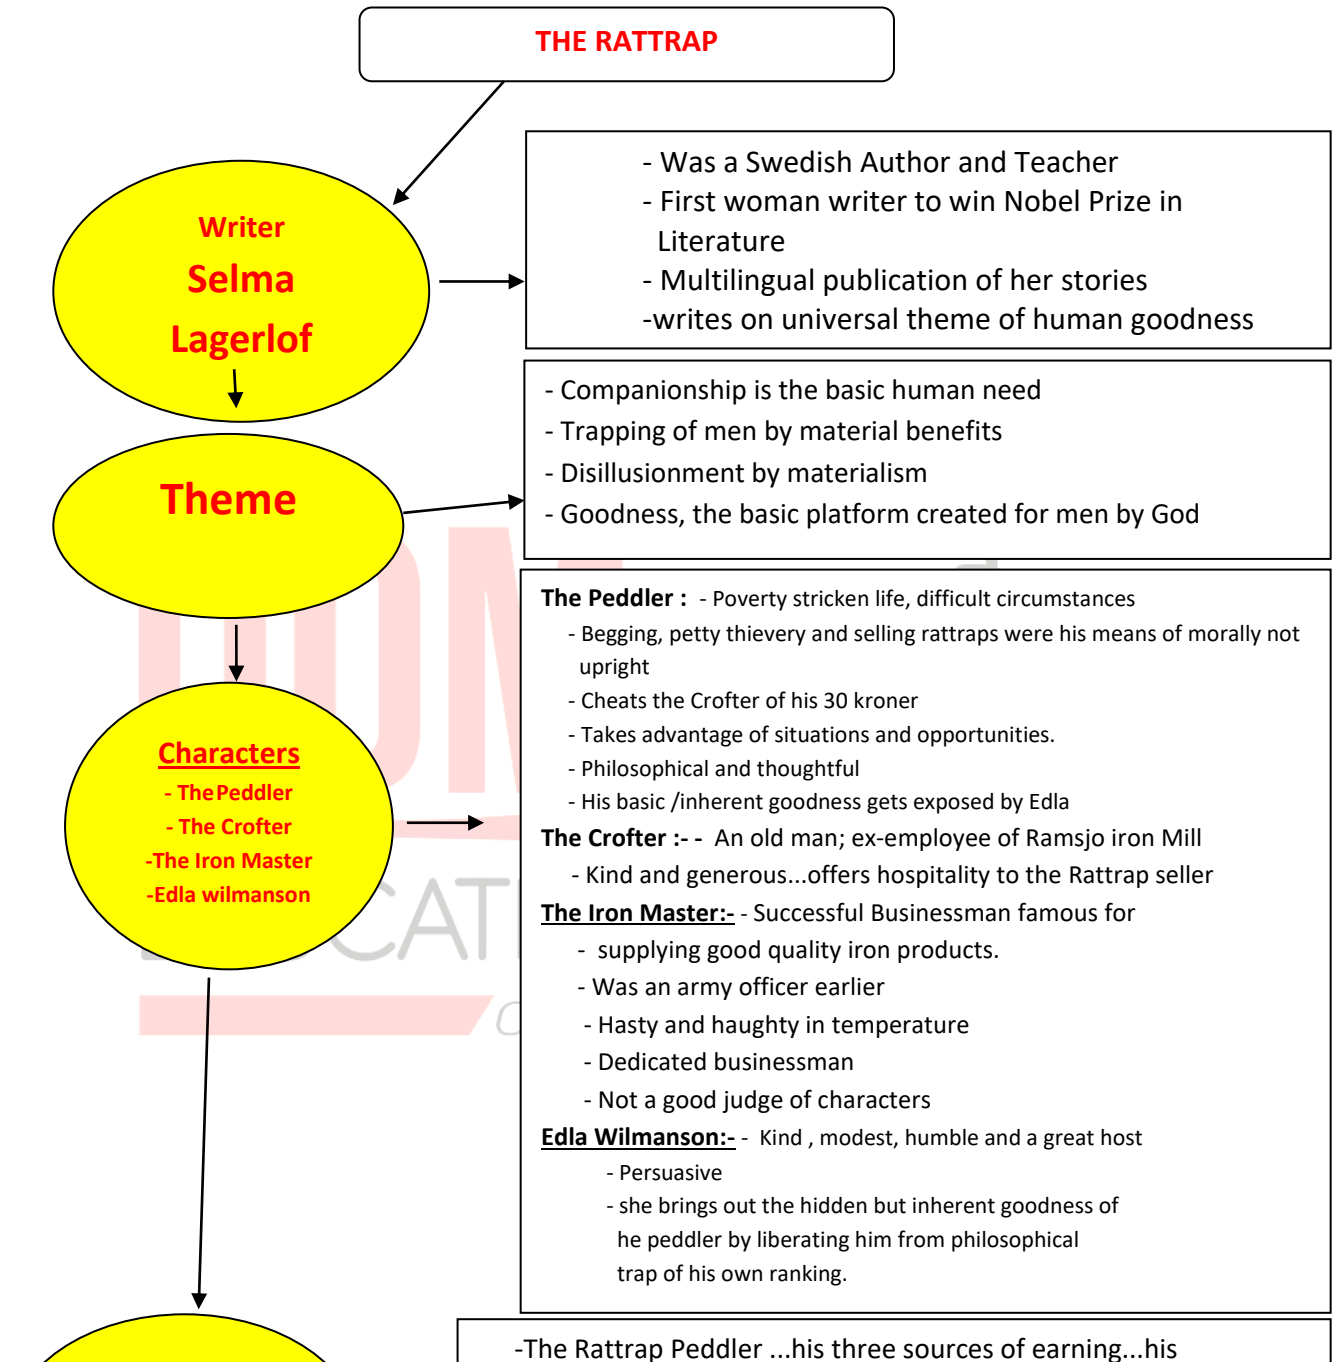 THE RATTRAP
Writer
Selma
Lagerlof
- Was a Swedish Author and Teacher
- First woman writer to win Nobel Prize in
Literature
- Multilingual publication of her stories
-writes on universal theme of human goodness
Theme
- Companionship is the basic human need
- Trapping of men by material benefits
- Disillusionment by materialism
- Goodness, the basic platform created for men by God
Characters
- The Peddler
- The Crofter
-The Iron Master
-Edla wilmanson
The Peddler : - Poverty stricken life, difficult circumstances
- Begging, petty thievery and selling rattraps were his means of morally not
upright
- Cheats the Crofter of his 30 kroner
- Takes advantage of situations and opportunities.
- Philosophical and thoughtful
- His basic /inherent goodness gets exposed by Edla
The Crofter :- - An old man; ex-employee of Ramsjo iron Mill
- Kind and generous...offers hospitality to the Rattrap seller
The Iron Master:- - Successful Businessman famous for
- supplying good quality iron products.
- Was an army officer earlier
- Hasty and haughty in temperature
- Dedicated businessman
- Not a good judge of characters
Edla Wilmanson:- - Kind , modest, humble and a great host
- Persuasive
- she brings out the hidden but inherent goodness of
he peddler by liberating him from philosophical
trap of his own ranking.
-The Rattrap Peddler ...his three sources of earning...his